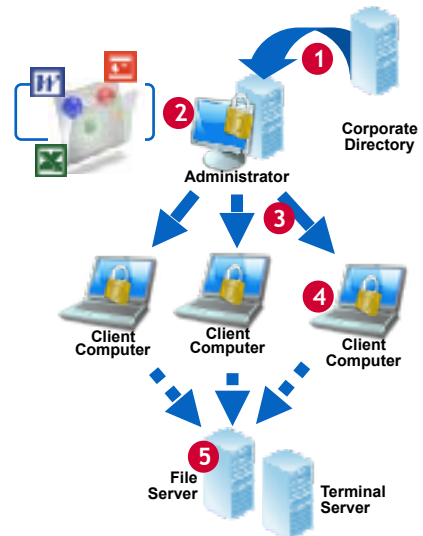 1
Corporate
Directory
2
Administrator
3
Client
Computer
Client
Computer
4
Client
Computer
5
File
Server
Terminal
Server